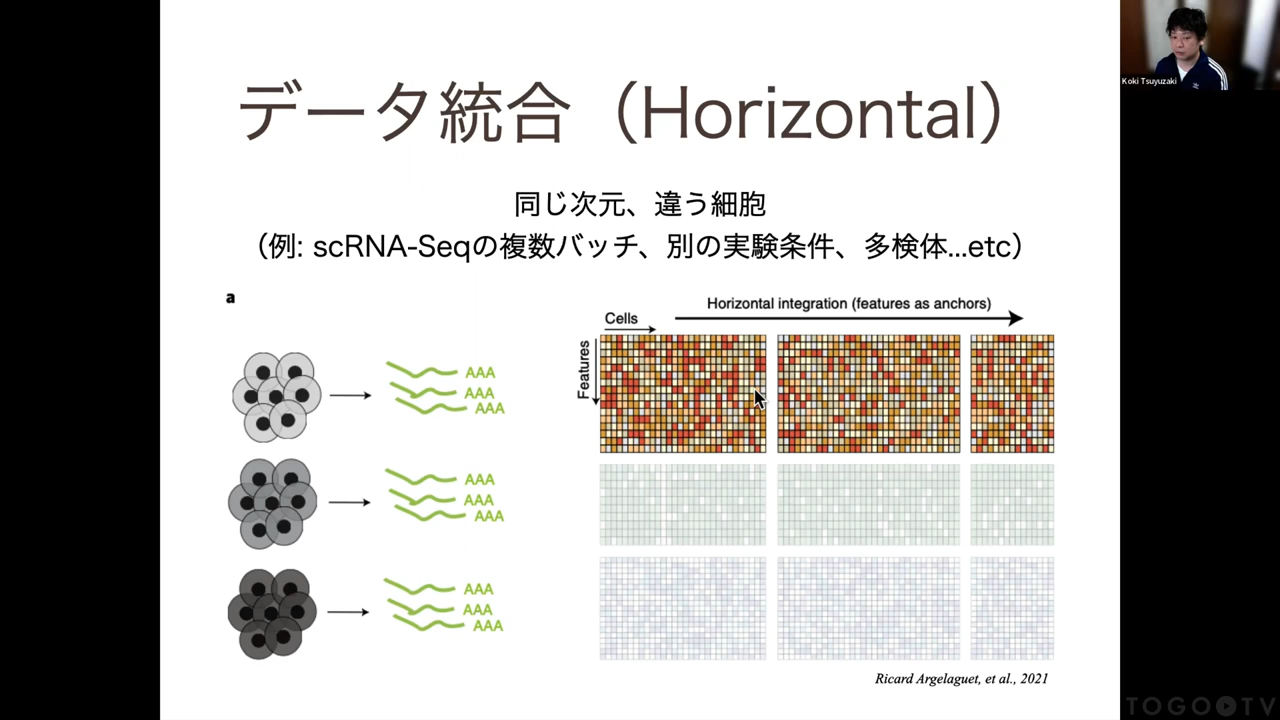 データ統合（Horizontal）
同じ次元、違う細胞
（例: scRNA-Seqの複数バッチ、別の実験条件、多検体...etc）
a
Horizontal integration (features as anchors)
Cells
Features
AAA
AAA
AAA
AAA
AAA
AAA
AAA
AAA
AAA
Ricard Argelaguet, et al., 2021
Koki Tsuyuzaki
TOGO TV